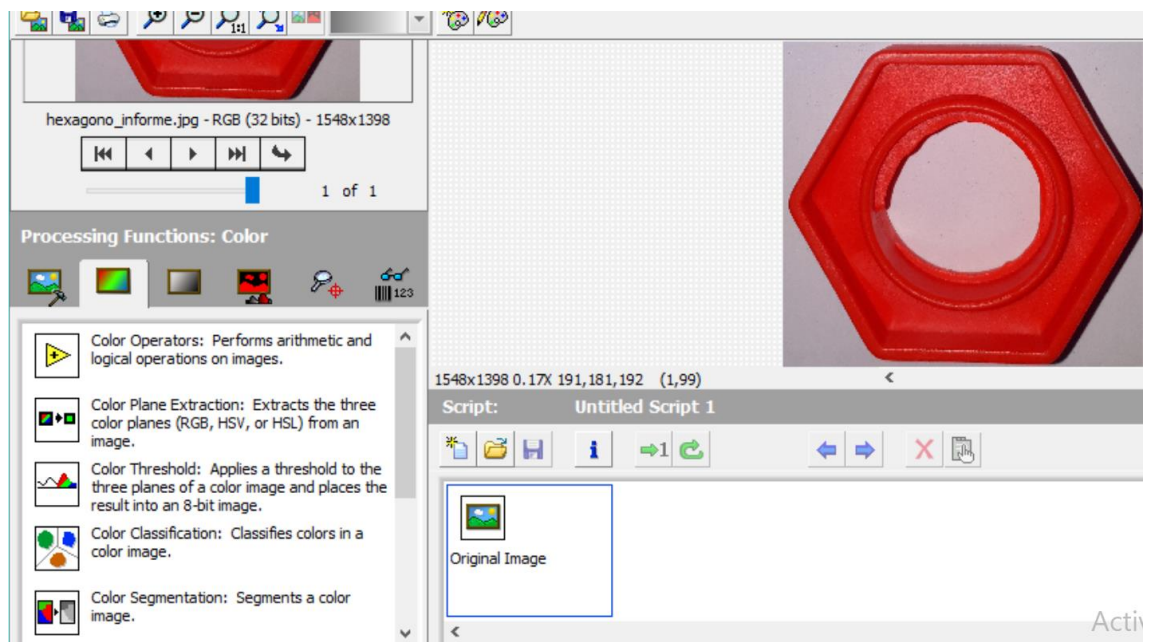 1:1
hexagono_informe.jpg - RGB (32 bits) - 1548x1398
1 of 1
Processing Functions: Color
123
Color Operators: Performs arithmetic and
logical operations on images.
Color Plane Extraction: Extracts the three
color planes (RGB, HSV, or HSL) from an
image.
Color Threshold: Applies a threshold to the
three planes of a color image and places the
result into an 8-bit image.
Color Classification: Classifies colors in a
color image.
Color Segmentation: Segments a color
image.
1548x1398 0.17X 191,181,192 (1,99)
Script: Untitled Script 1
1
Original Image
Activ